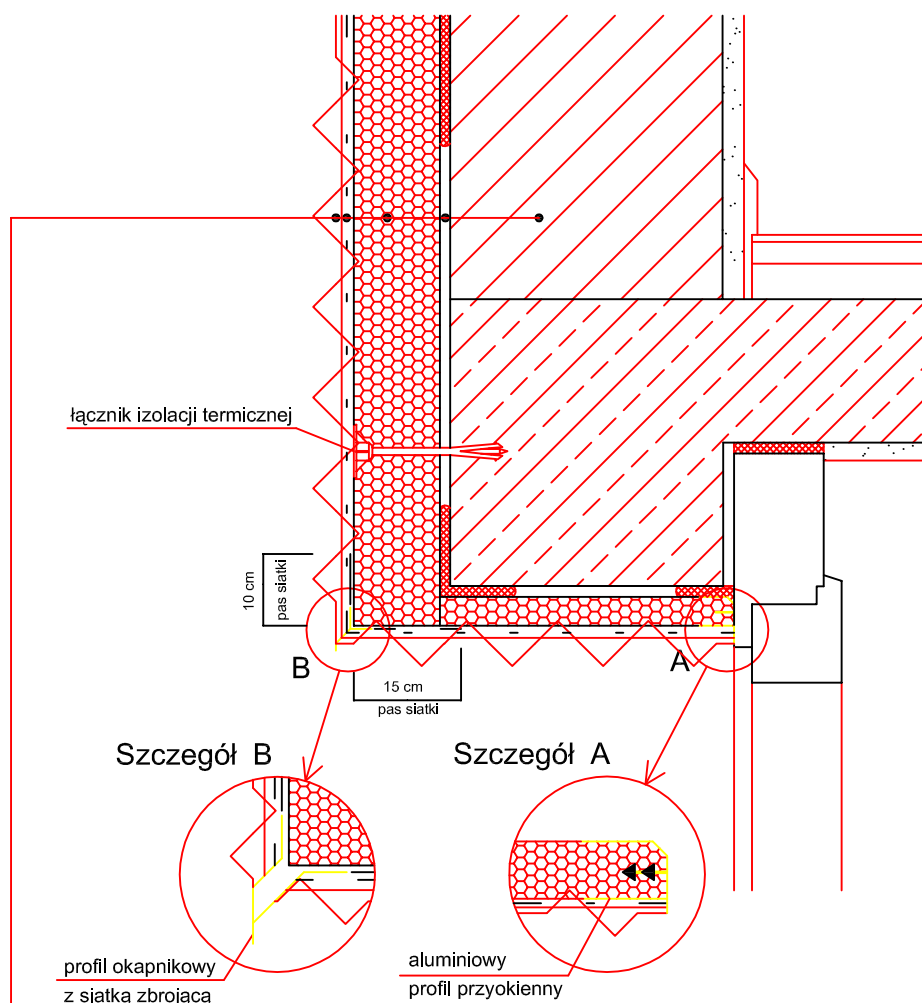 łącznik izolacji termicznej
10 cm
pas siatki
B
A
15 cm
pas siatki
Szczegół B
Szczegół A
profil okapnikowy
z siatką zbrojącą
aluminiowy
profil przyokienny